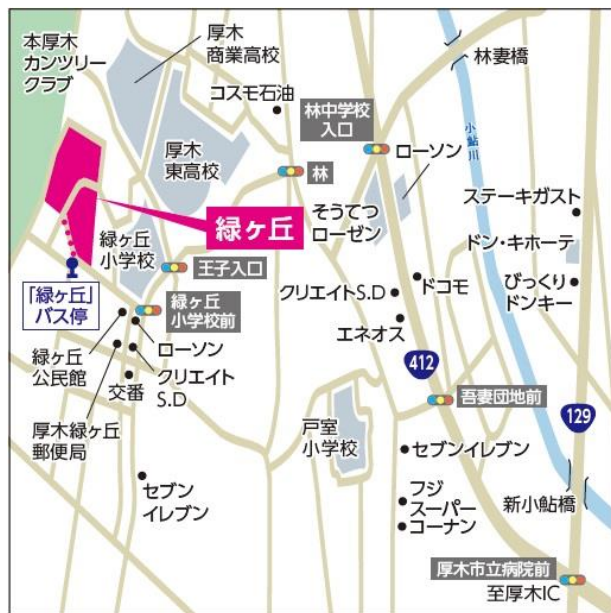 本厚木
カンツリー
クラブ
厚木
商業高校
コスモ石油
林妻橋
林中学校
入口
小鮎川
ローソン
厚木
東高校
林
ステーキガスト
そうてつ
ローゼン
緑ヶ丘
緑ヶ丘
小学校
ドン・キホーテ
王子入口
「緑ヶ丘」
バス停
クリエイトS.D
ドコモ
びっくり
ドンキー
緑ヶ丘
小学校前
エネオス
ローソン
緑ヶ丘
公民館
クリエイト
S.D
412
交番
吾妻団地前
129
厚木緑ヶ丘
郵便局
戸室
小学校
セブンイレブン
セブン
イレブン
フジ
スーパー
新小鮎橋
コーナン
厚木市立病院前
至厚木IC